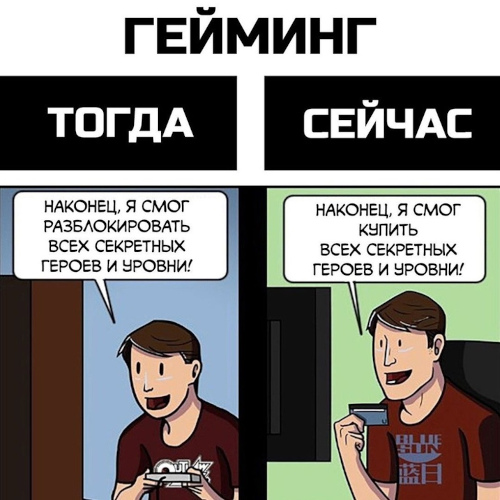 ГЕЙМИНГ
ТОГДА
СЕЙЧАС
НАКОНЕЦ, Я СМОГ
РАЗБЛОКИРОВАТЬ
ВСЕХ СЕКРЕТНЫХ
ГЕРОЕВ И УРОВНИ!
НАКОНЕЦ, Я СМОГ
КУПИТЬ
ВСЕХ СЕКРЕТНЫХ
ГЕРОЕВ И УРОВНИ!
BLUE
SUN
蓝日